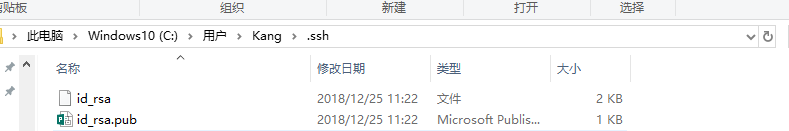 剪贴板 组织 新建 打开 选择
此电脑 > Windows10 (C:) > 用户 > Kang > .ssh
名称 修改日期 类型 大小
id_rsa 2018/12/25 11:22 文件 2 KB
id_rsa.pub 2018/12/25 11:22 Microsoft Publis... 1 KB